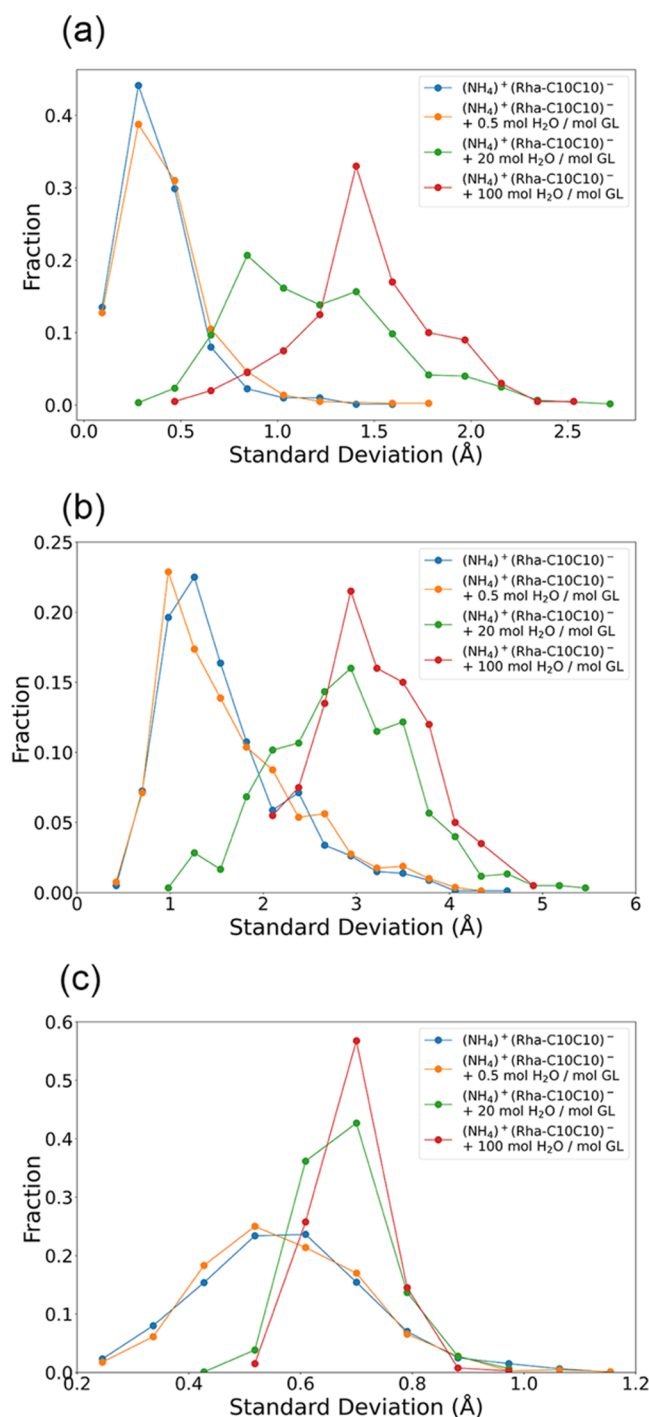 (a)
0.4
0.3
0.2
0.1
0.0
Fraction
(NH₄)⁺(Rha-C10C10)⁻
(NH₄)⁺(Rha-C10C10)⁻
+ 0.5 mol H₂O / mol GL
(NH₄)⁺(Rha-C10C10)⁻
+ 20 mol H₂O / mol GL
(NH₄)⁺(Rha-C10C10)⁻
+ 100 mol H₂O / mol GL
0.0 0.5 1.0 1.5 2.0 2.5
Standard Deviation (Å)
(b)
0.25
0.20
0.15
0.10
0.05
0.00
Fraction
(NH₄)⁺(Rha-C10C10)⁻
(NH₄)⁺(Rha-C10C10)⁻
+ 0.5 mol H₂O / mol GL
(NH₄)⁺(Rha-C10C10)⁻
+ 20 mol H₂O / mol GL
(NH₄)⁺(Rha-C10C10)⁻
+ 100 mol H₂O / mol GL
0 1 2 3 4 5 6
Standard Deviation (Å)
(c)
0.6
0.5
0.4
0.3
0.2
0.1
0.0
Fraction
(NH₄)⁺(Rha-C10C10)⁻
(NH₄)⁺(Rha-C10C10)⁻
+ 0.5 mol H₂O / mol GL
(NH₄)⁺(Rha-C10C10)⁻
+ 20 mol H₂O / mol GL
(NH₄)⁺(Rha-C10C10)⁻
+ 100 mol H₂O / mol GL
0.2 0.4 0.6 0.8 1.0 1.2
Standard Deviation (Å)